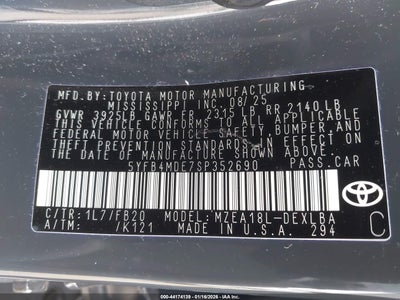 MFD.BY:TOYOTA MOTOR MANUFACTURING
MISSISSIPPI INC. 08/25
GVWR 3925LB GAWR FR 2315LB RR 2140LB
THIS VEHICLE CONFORMS TO ALL APPLICABLE
FEDERAL MOTOR VEHICLE SAFETY, BUMPER, AND
THEFT PREVENTION STANDARDS IN EFFECT ON
THE DATE OF MANUFACTURE SHOWN ABOVE.
5YFB4MDE7SP352690 PASS.CAR
C/TR: 1L7/FB20 MODEL: MZEA18L-DEXLBA
A/TM: /K121 MADE IN U.S.A. 294
TOYOTA
C
00-44174139 - 01/16/2026 - IAA